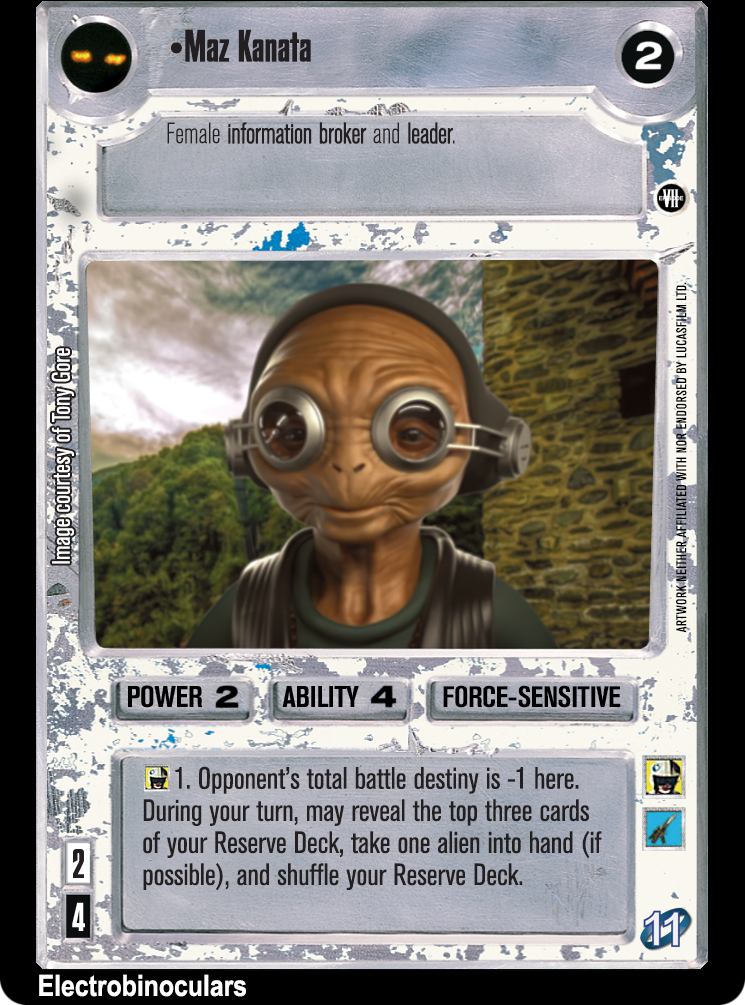 •Maz Kanata
2
Female information broker and leader.
EPISODE VII
Image courtesy of Tony Gore
ARTWORK NEITHER AFFILIATED WITH NOR ENDORSED BY LUCASFILM LTD.
POWER 2
ABILITY 4
FORCE-SENSITIVE
1. Opponent's total battle destiny is -1 here.
During your turn, may reveal the top three cards
of your Reserve Deck, take one alien into hand (if
possible), and shuffle your Reserve Deck.
2
4
11
Electrobinoculars